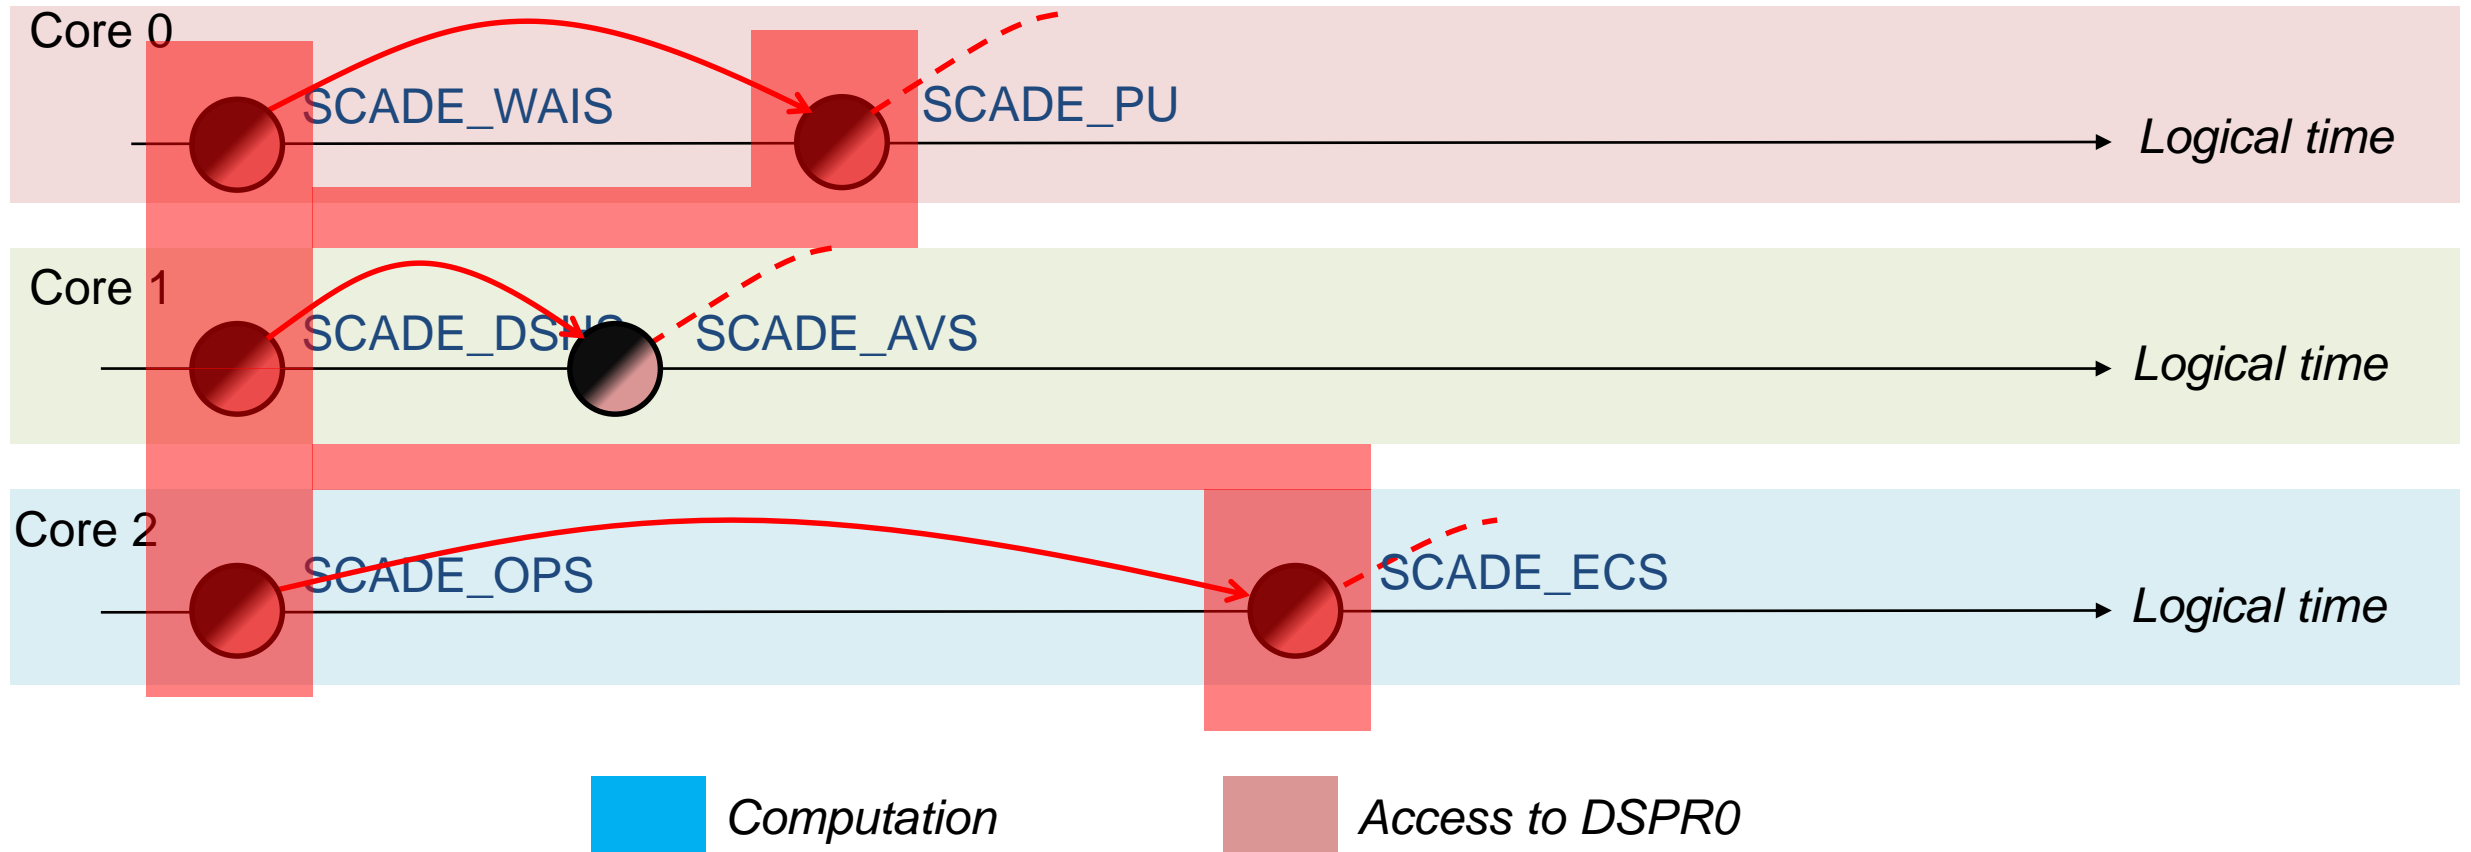 Core 0
SCADE_WAIS
SCADE_PU
Logical time
Core 1
SCADE_DSHS
SCADE_AVS
Logical time
Core 2
SCADE_OPS
SCADE_ECS
Logical time
Computation
Access to DSPR0